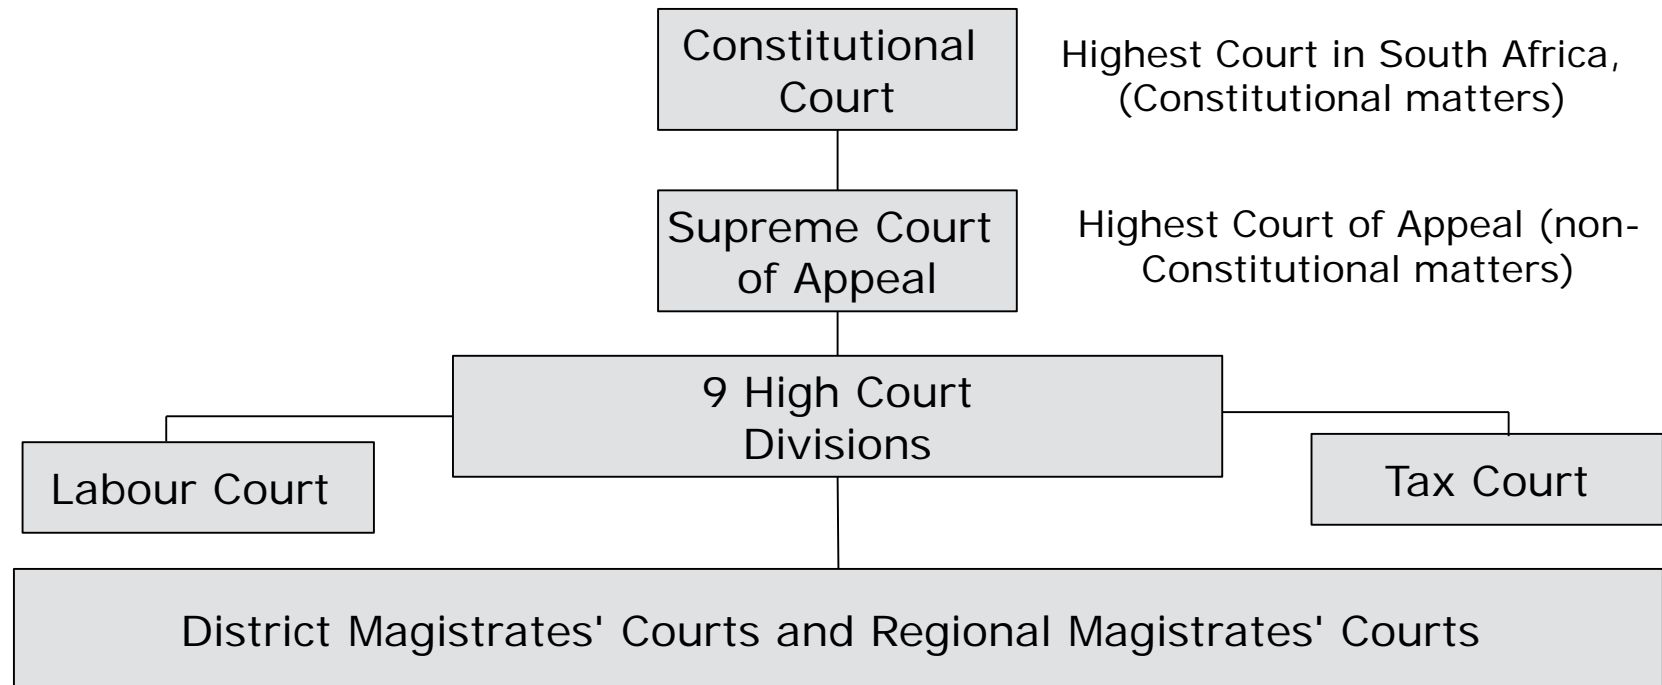 Constitutional
Court
Highest Court in South Africa,
(Constitutional matters)
Supreme Court
of Appeal
Highest Court of Appeal (non-
Constitutional matters)
9 High Court
Divisions
Labour Court
Tax Court
District Magistrates' Courts and Regional Magistrates' Courts